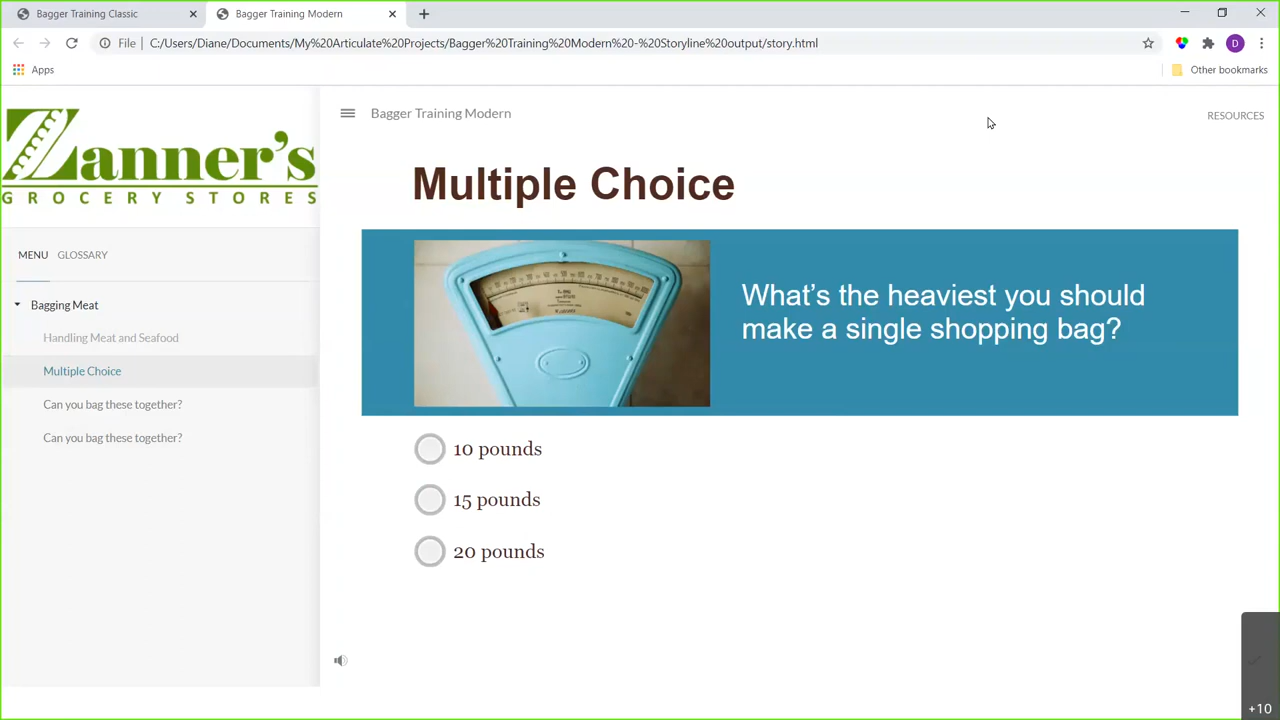 Bagger Training Classic
Bagger Training Modern
File
C:/Users/Diane/Documents/My%20Articulate%20Projects/Bagger%20Training%20Modern%20-%20Storyline%20output/story.html
D
Apps
Other bookmarks
Zanner's
GROCERY STORES
Bagger Training Modern
RESOURCES
MENU GLOSSARY
Bagging Meat
Handling Meat and Seafood
Multiple Choice
Can you bag these together?
Can you bag these together?
Multiple Choice
What's the heaviest you should
make a single shopping bag?
10 pounds
15 pounds
20 pounds
+10